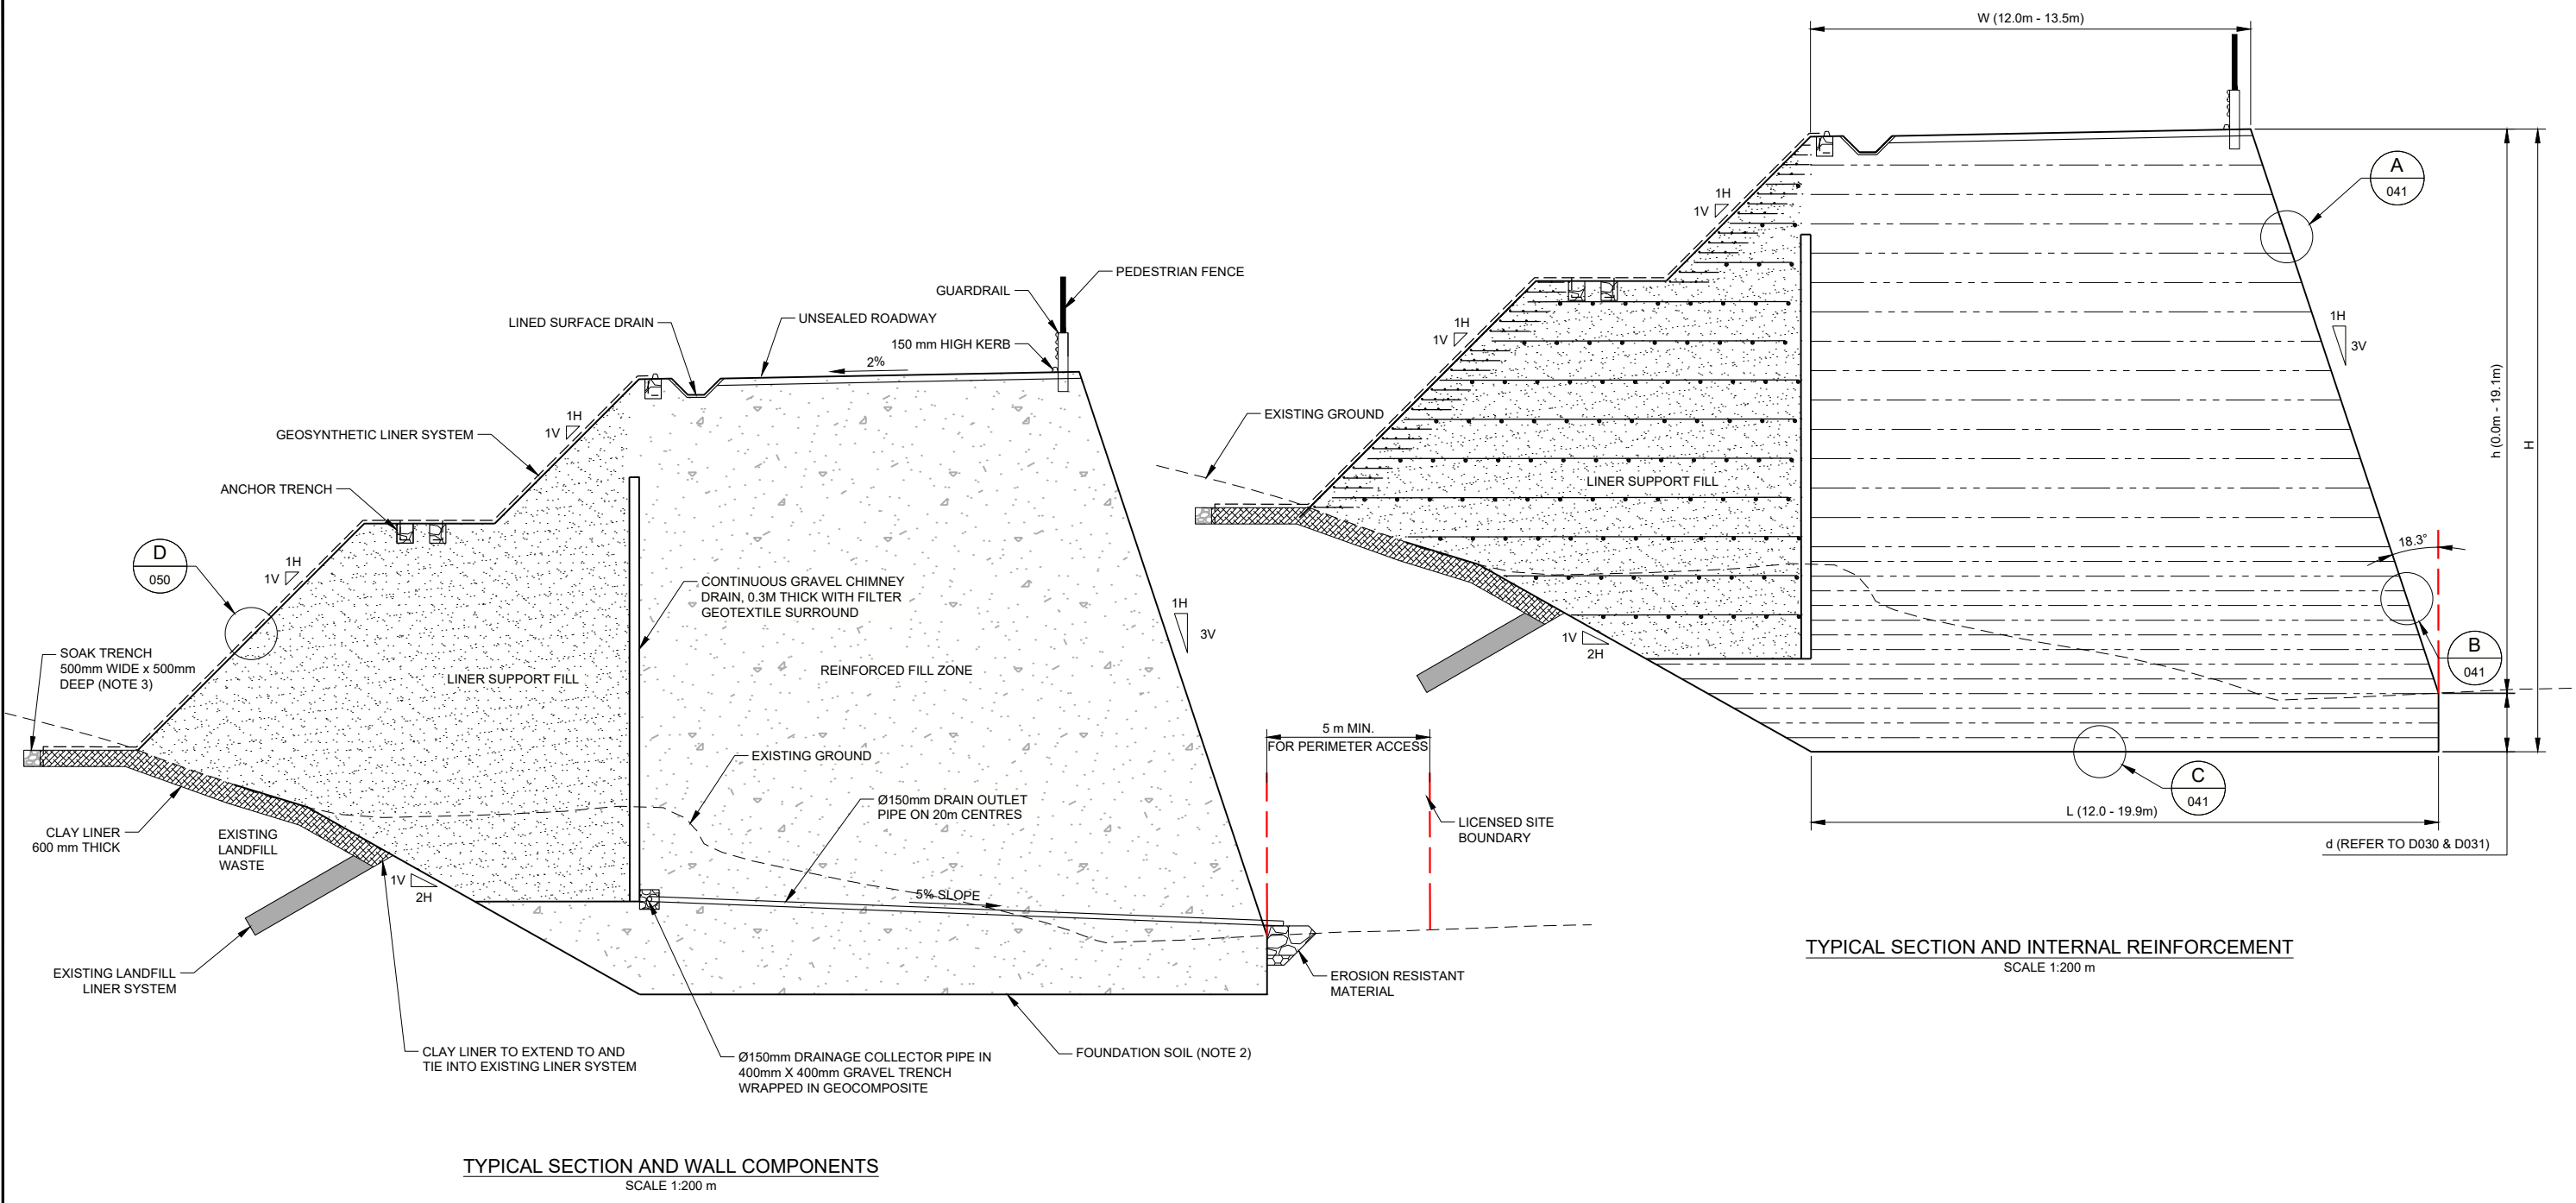 PEDESTRIAN FENCE
GUARDRAIL
LINED SURFACE DRAIN
UNSEALED ROADWAY
150 mm HIGH KERB
2%
1H
1V
GEOSYNTHETIC LINER SYSTEM
ANCHOR TRENCH
D
050
1H
1V
CONTINUOUS GRAVEL CHIMNEY
DRAIN, 0.3M THICK WITH FILTER
GEOTEXTILE SURROUND
1H
3V
SOAK TRENCH
500mm WIDE x 500mm
DEEP (NOTE 3)
LINER SUPPORT FILL
REINFORCED FILL ZONE
5 m MIN.
FOR PERIMETER ACCESS
EXISTING GROUND
Ø150mm DRAIN OUTLET
PIPE ON 20m CENTRES
LICENSED SITE
BOUNDARY
CLAY LINER
600 mm THICK
EXISTING
LANDFILL
WASTE
1V
2H
5% SLOPE
EXISTING LANDFILL
LINER SYSTEM
EROSION RESISTANT
MATERIAL
CLAY LINER TO EXTEND TO AND
TIE INTO EXISTING LINER SYSTEM
Ø150mm DRAINAGE COLLECTOR PIPE IN
400mm X 400mm GRAVEL TRENCH
WRAPPED IN GEOCOMPOSITE
FOUNDATION SOIL (NOTE 2)
TYPICAL SECTION AND WALL COMPONENTS
SCALE 1:200 m
W (12.0m - 13.5m)
A
041
1H
1V
1H
1V
1H
3V
EXISTING GROUND
h (0.0m - 19.1m)
H
LINER SUPPORT FILL
18.3°
1V
2H
B
041
C
041
L (12.0 - 19.9m)
d (REFER TO D030 & D031)
TYPICAL SECTION AND INTERNAL REINFORCEMENT
SCALE 1:200 m